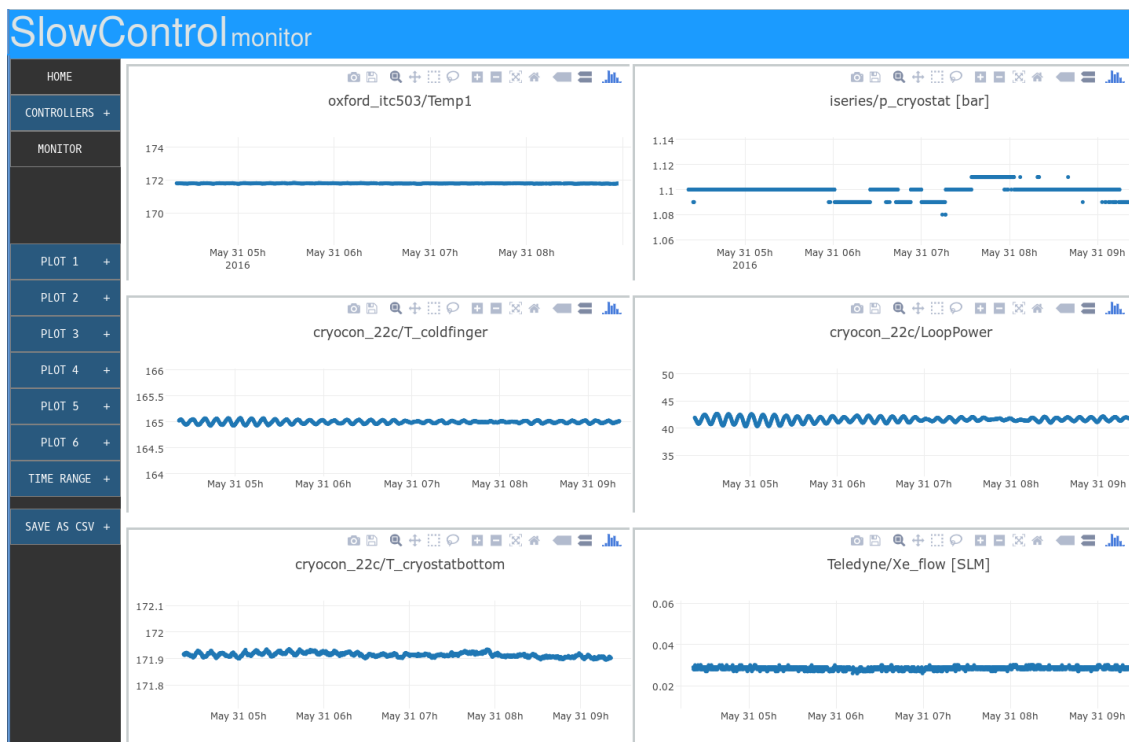 SlowControl monitor
HOME
CONTROLLERS +
MONITOR
PLOT 1 +
PLOT 2 +
PLOT 3 +
PLOT 4 +
PLOT 5 +
PLOT 6 +
TIME RANGE +
SAVE AS CSV +
oxford_itc503/Temp1
174
172
170
May 31 05h May 31 06h May 31 07h May 31 08h
2016
iseries/p_cryostat [bar]
1.14
1.12
1.1
1.08
1.06
May 31 05h May 31 06h May 31 07h May 31 08h May 31 09h
2016
cryocon_22c/T_coldfinger
166
165.5
165
164.5
164
May 31 05h May 31 06h May 31 07h May 31 08h May 31 09h
cryocon_22c/LoopPower
50
45
40
35
May 31 05h May 31 06h May 31 07h May 31 08h May 31 09h
cryocon_22c/T_cryostatbottom
172.1
172
171.9
171.8
May 31 05h May 31 06h May 31 07h May 31 08h May 31 09h
Teledyne/Xe_flow [SLM]
0.06
0.04
0.02
May 31 05h May 31 06h May 31 07h May 31 08h May 31 09h